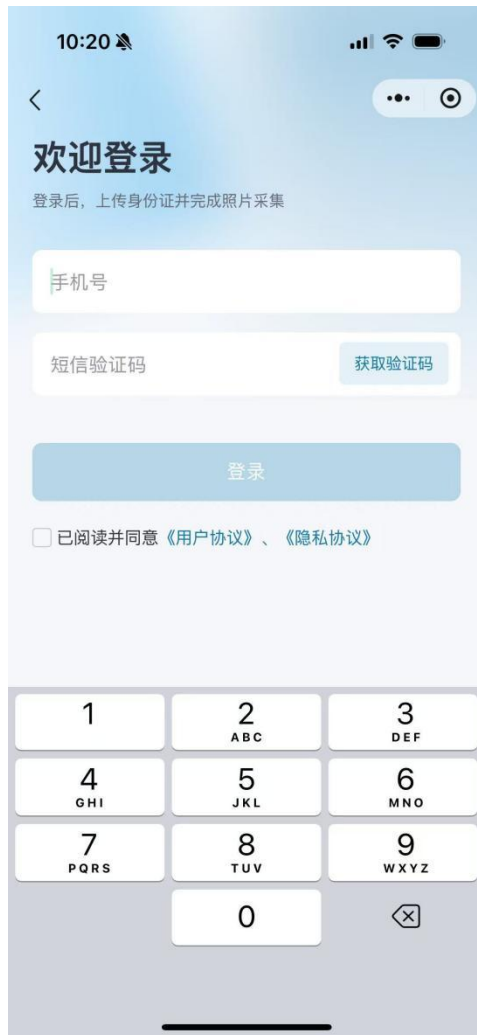 10:20
欢迎登录
登录后，上传身份证并完成照片采集
手机号
短信验证码 获取验证码
登录
已阅读并同意《用户协议》、《隐私协议》
1 2 3
ABC DEF
4 5 6
GHI JKL MNO
7 8 9
PQRS TUV WXYZ
0